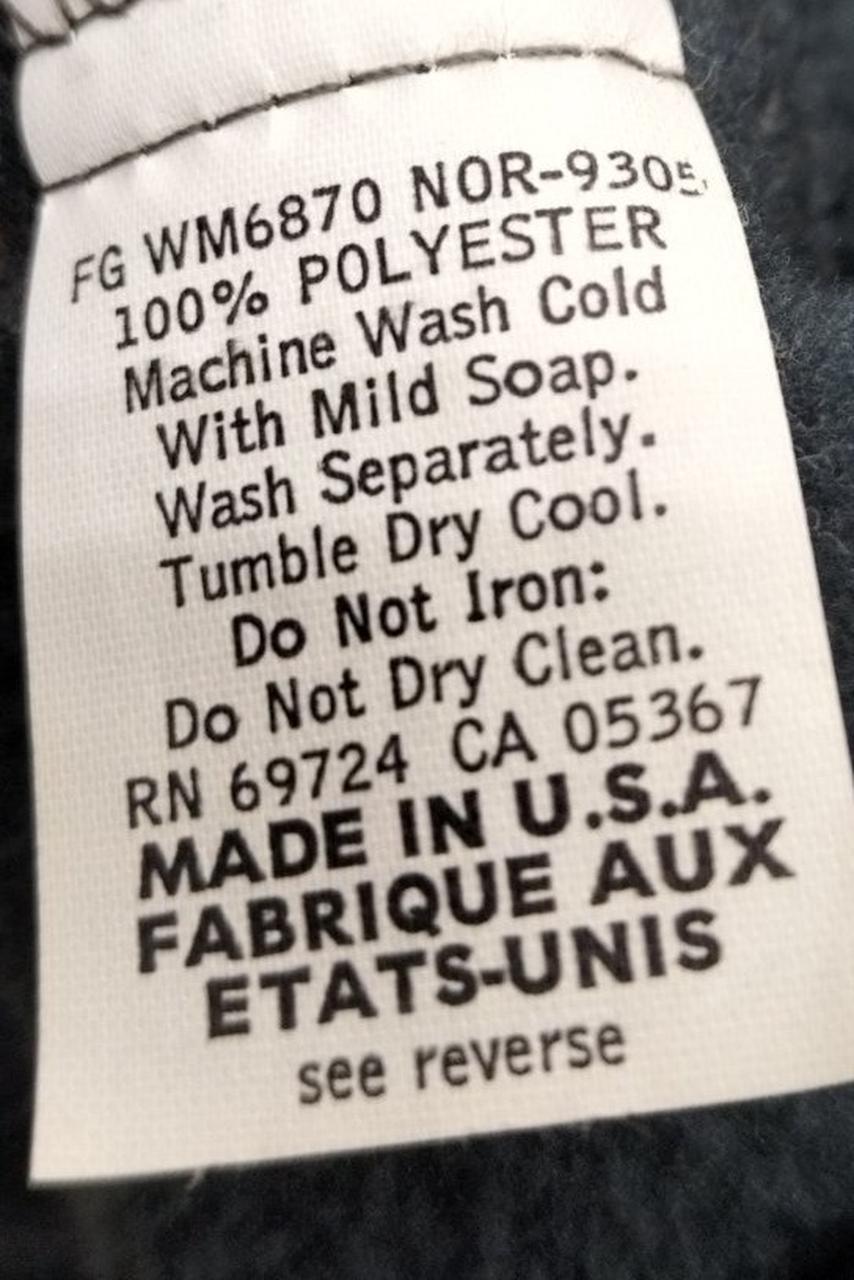 FG WM6870 NOR-9305
100% POLYESTER
Machine Wash Cold
With Mild Soap.
Wash Separately.
Tumble Dry Cool.
Do Not Iron:
Do Not Dry Clean.
RN 69724 CA 05367
MADE IN U.S.A.
FABRIQUE AUX
ETATS-UNIS
see reverse